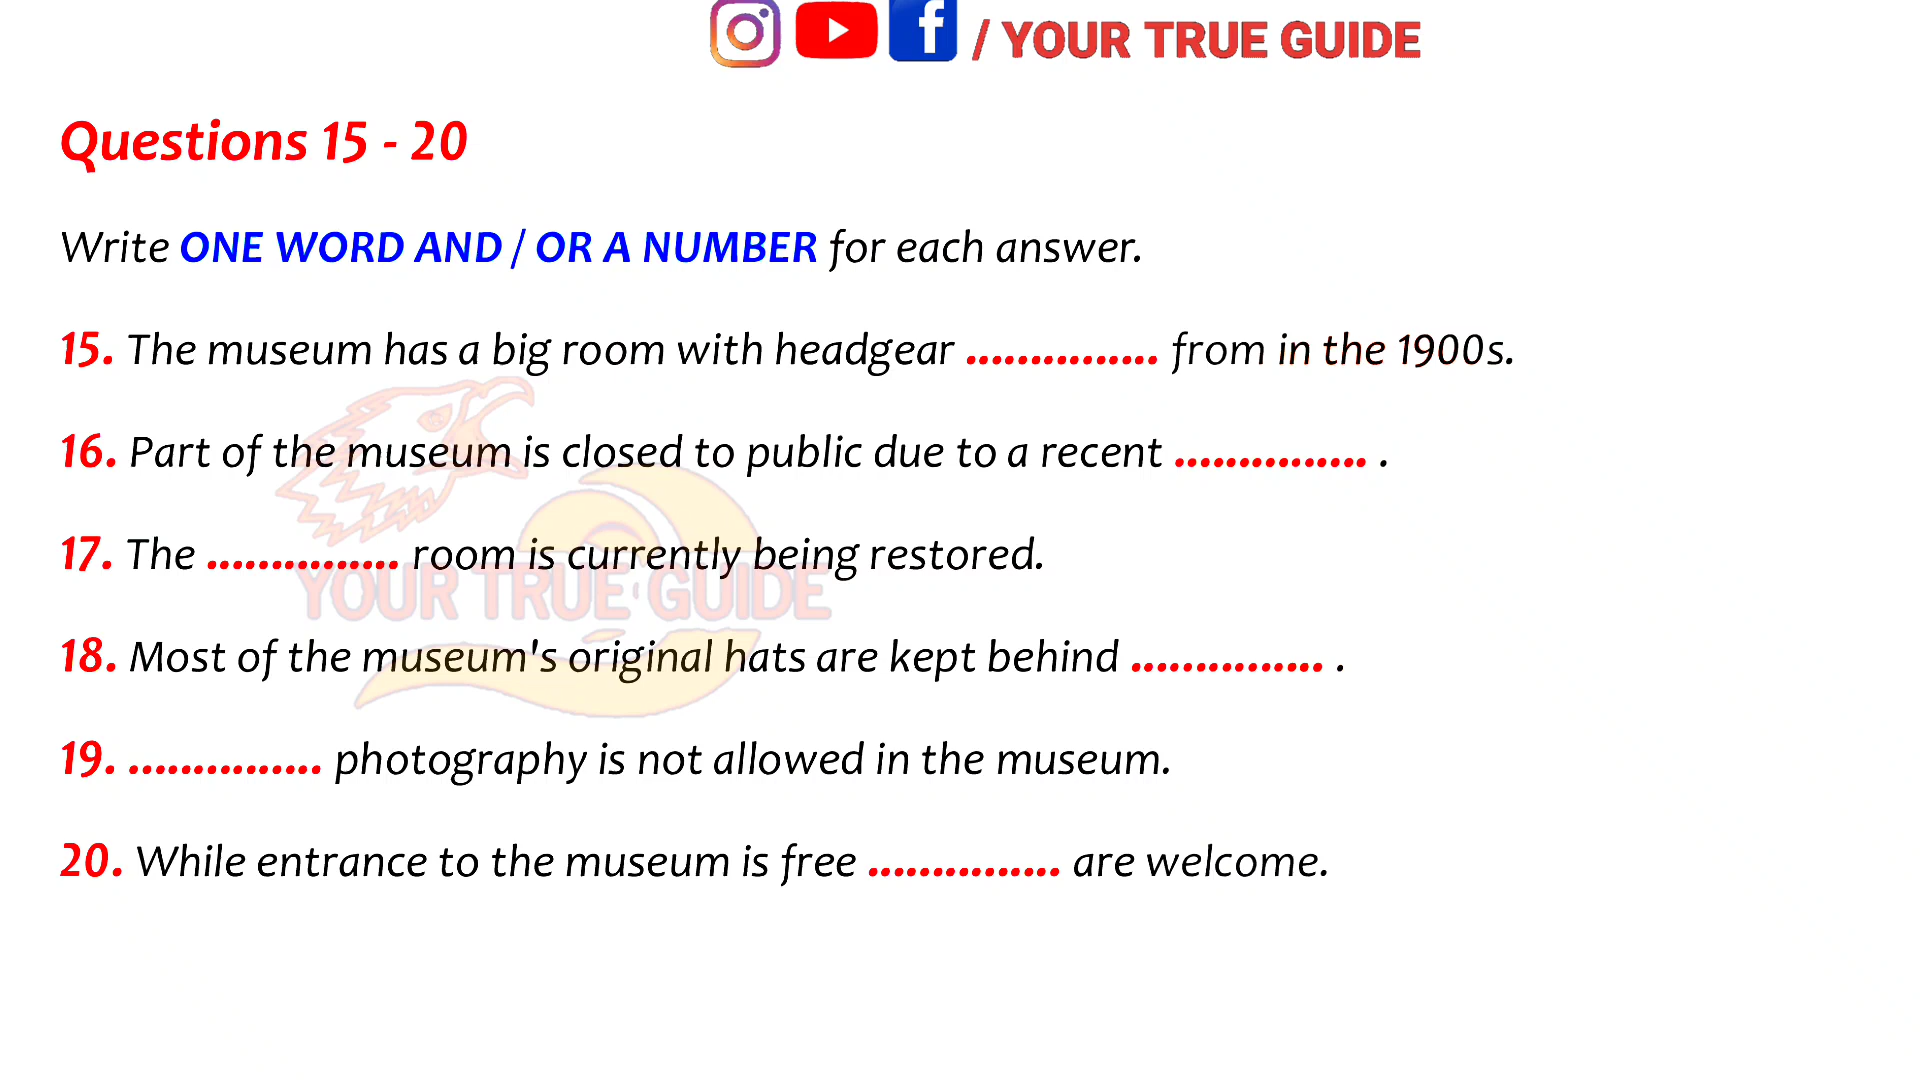 / YOUR TRUE GUIDE
Questions 15 - 20
Write ONE WORD AND / OR A NUMBER for each answer.
15. The museum has a big room with headgear ............... from in the 1900s.
16. Part of the museum is closed to public due to a recent ............... .
17. The ............... room is currently being restored.
YOUR TRUE GUIDE
18. Most of the museum's original hats are kept behind ............... .
19. ............... photography is not allowed in the museum.
20. While entrance to the museum is free ............... are welcome.